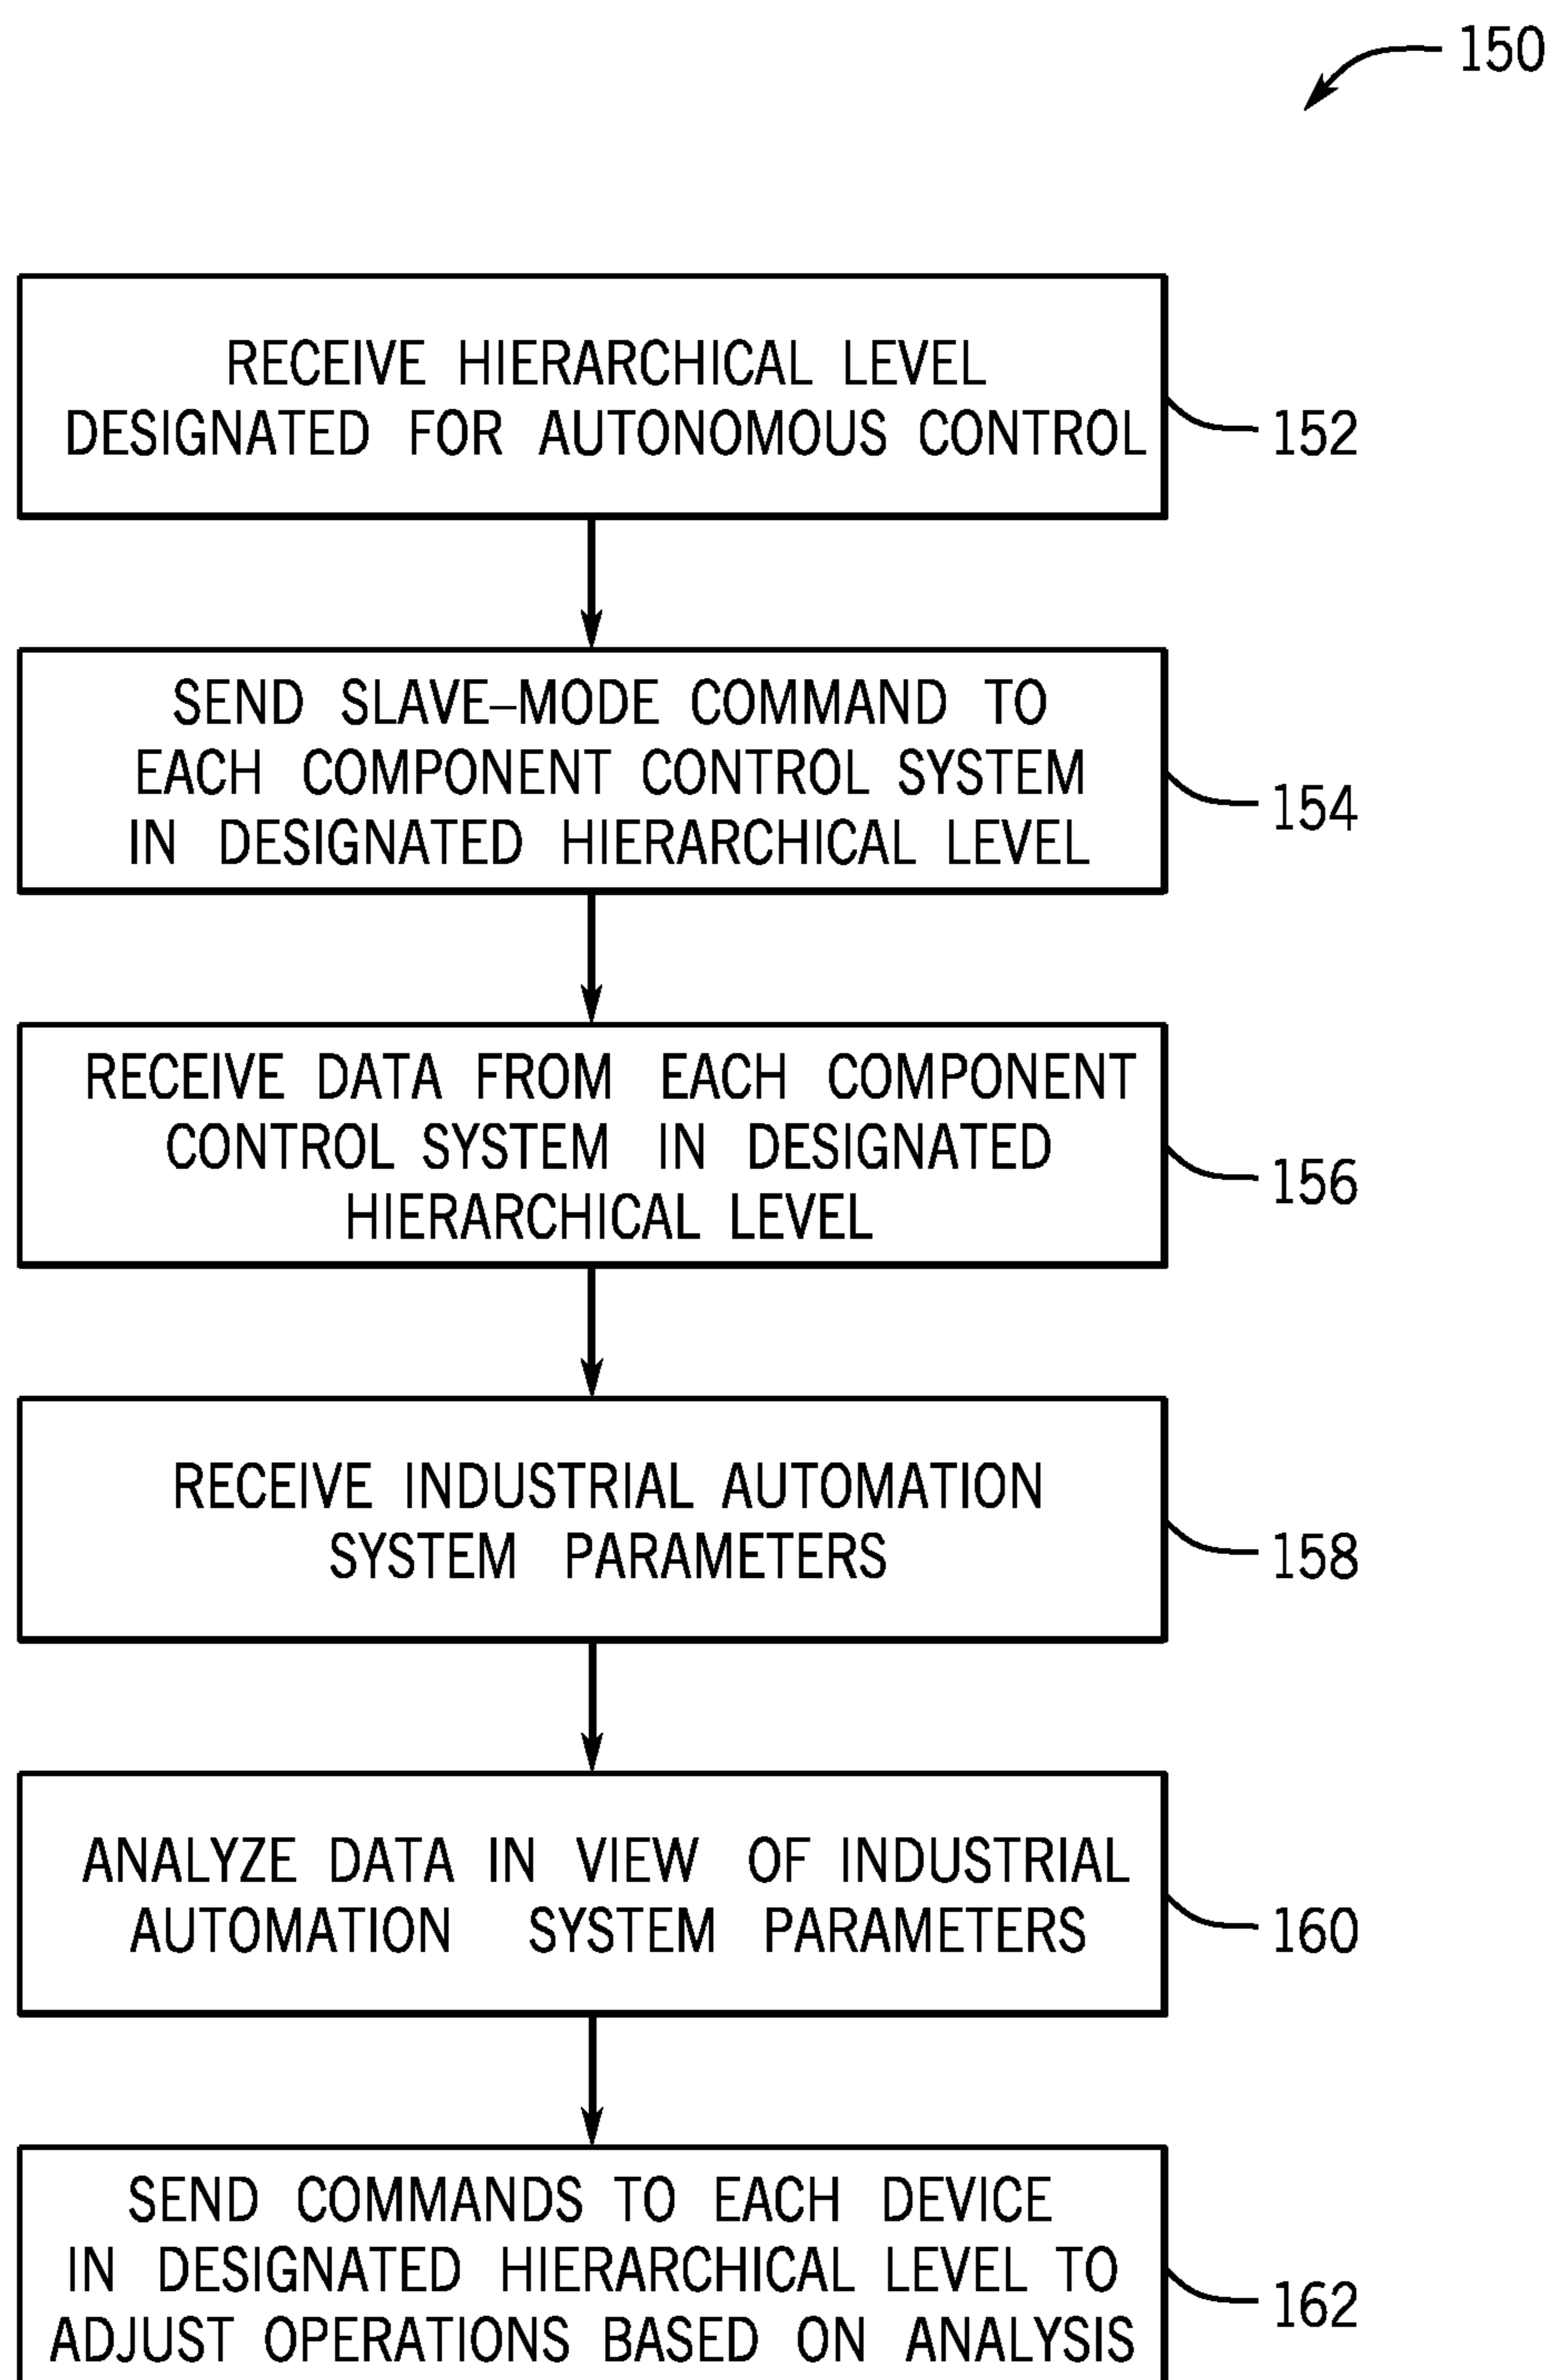 150
RECEIVE HIERARCHICAL LEVEL
DESIGNATED FOR AUTONOMOUS CONTROL
152
SEND SLAVE–MODE COMMAND TO
EACH COMPONENT CONTROL SYSTEM
IN DESIGNATED HIERARCHICAL LEVEL
154
RECEIVE DATA FROM EACH COMPONENT
CONTROL SYSTEM IN DESIGNATED
HIERARCHICAL LEVEL
156
RECEIVE INDUSTRIAL AUTOMATION
SYSTEM PARAMETERS
158
ANALYZE DATA IN VIEW OF INDUSTRIAL
AUTOMATION SYSTEM PARAMETERS
160
SEND COMMANDS TO EACH DEVICE
IN DESIGNATED HIERARCHICAL LEVEL TO
ADJUST OPERATIONS BASED ON ANALYSIS
162